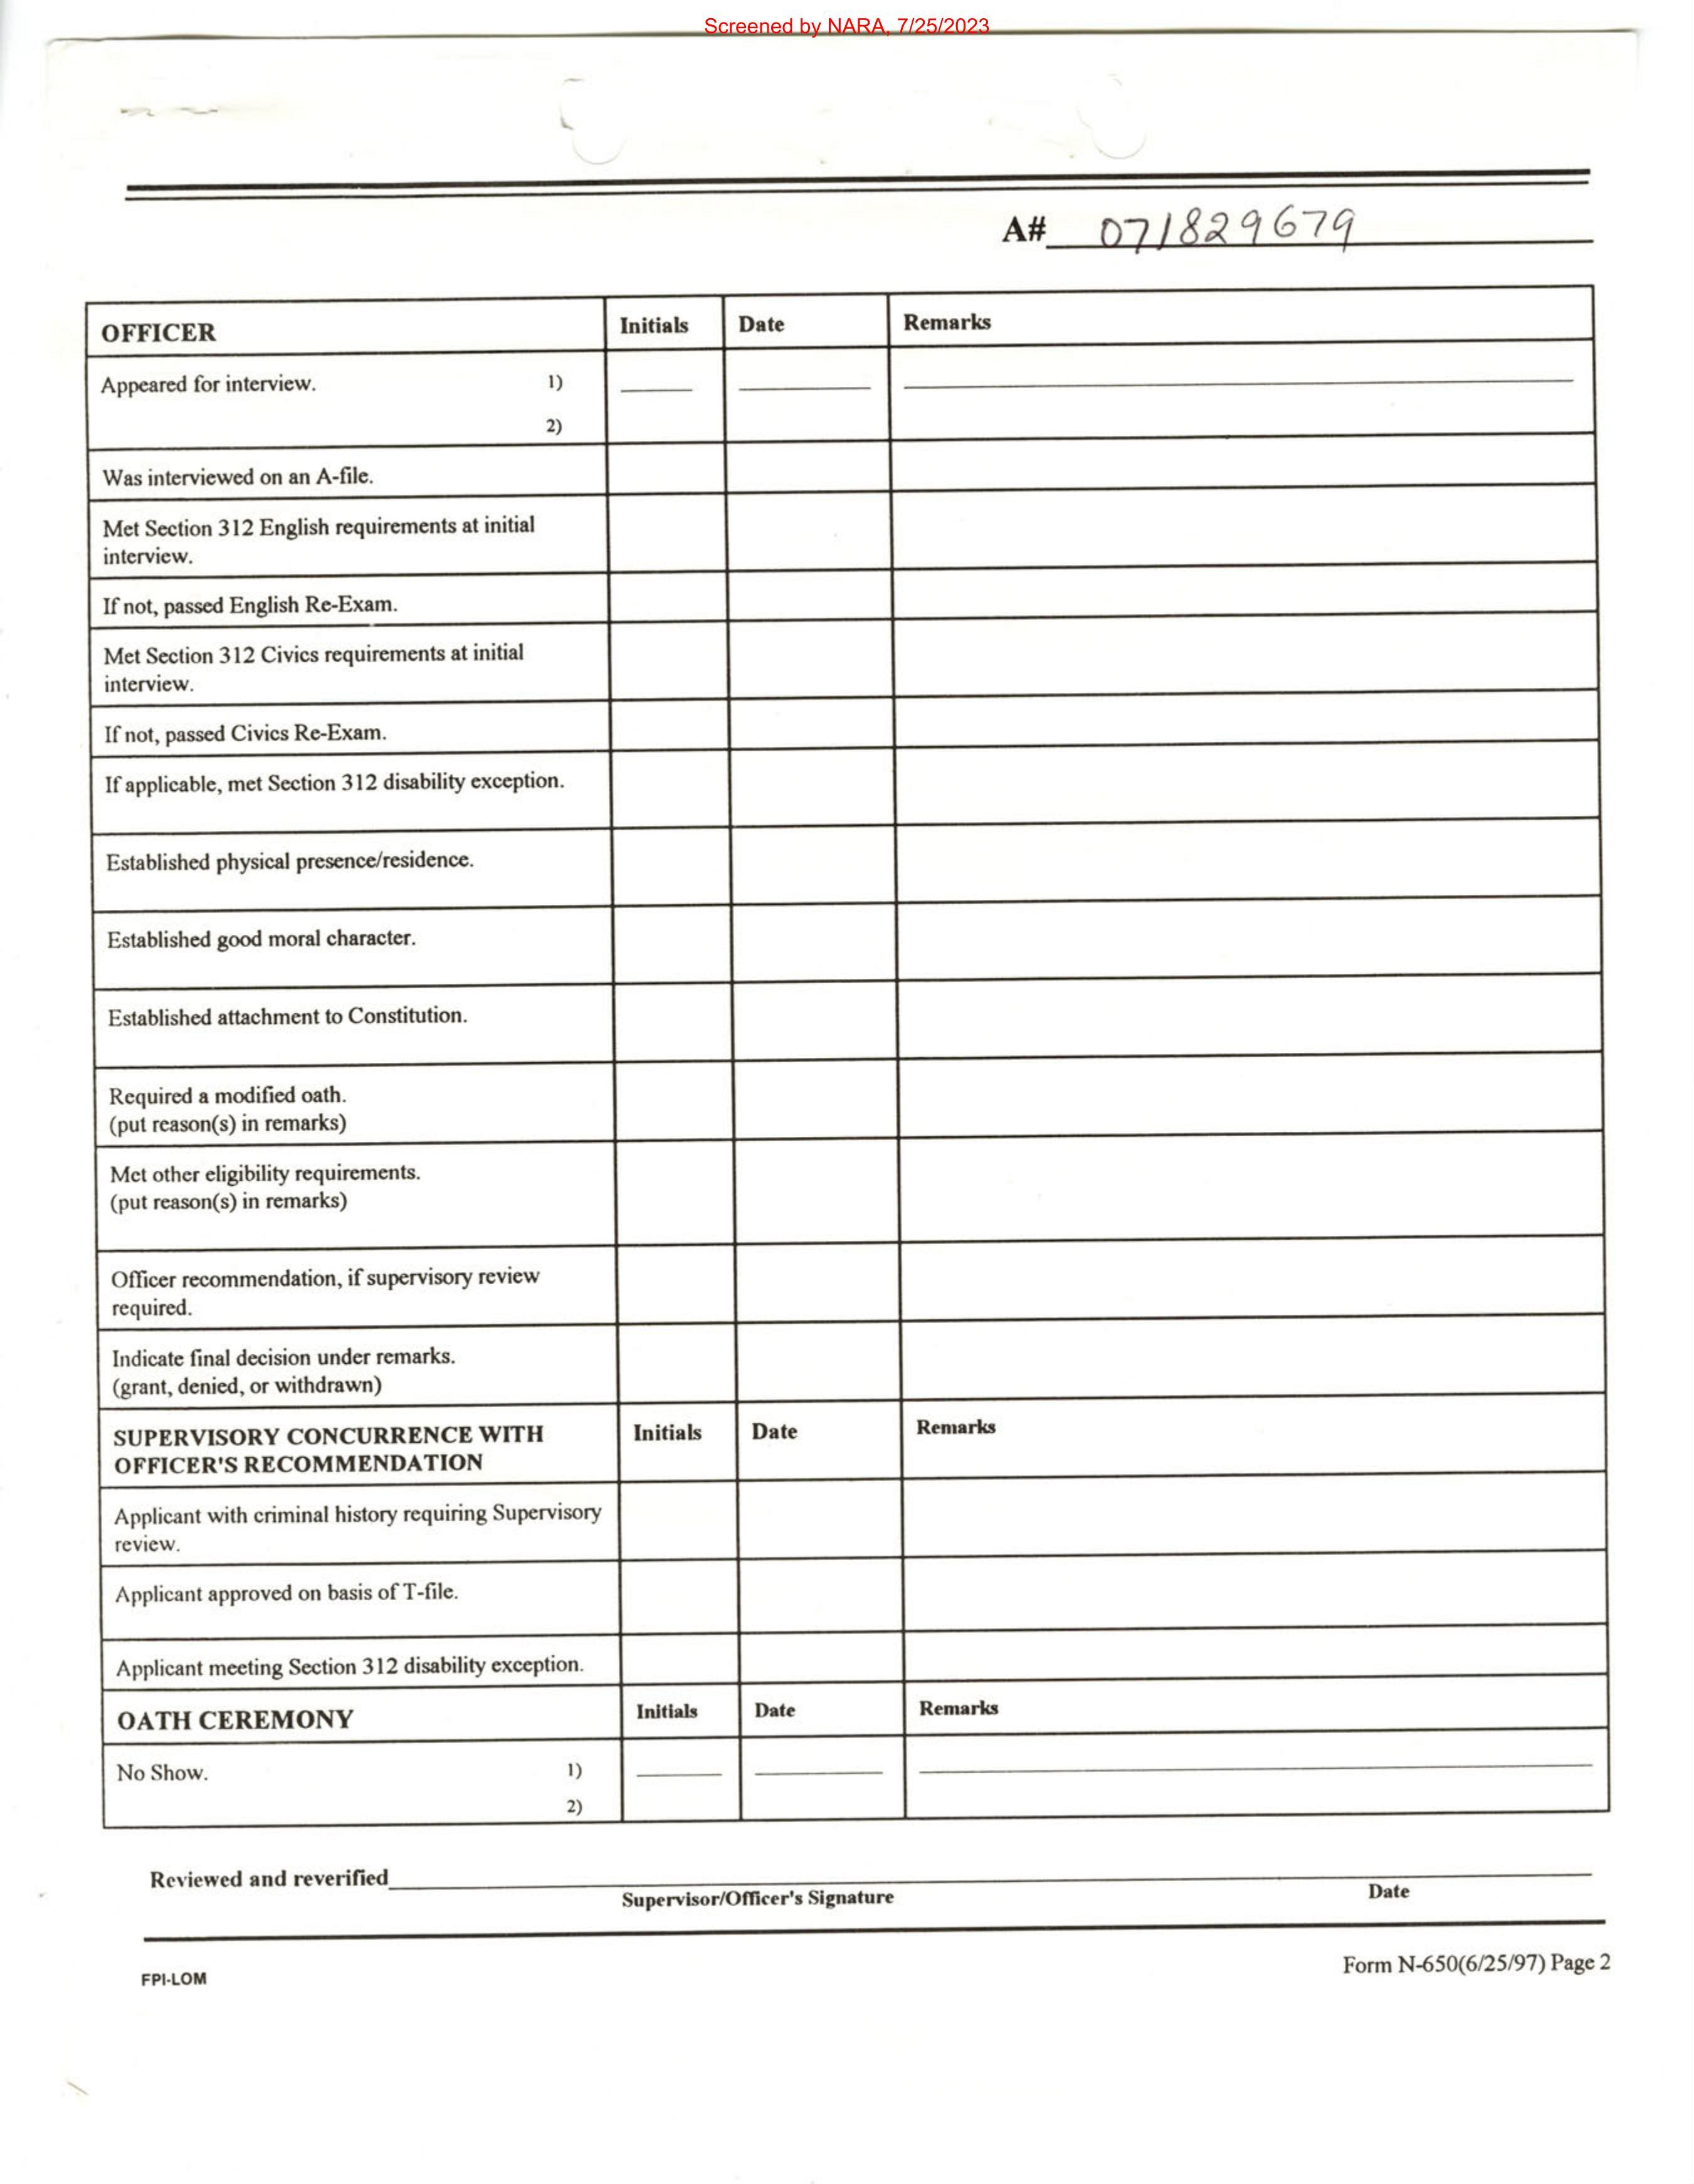 Screened by NARA, 7/25/2023
A# 071829679
OFFICER Initials Date Remarks
Appeared for interview. 1)
2)
Was interviewed on an A-file.
Met Section 312 English requirements at initial
interview.
If not, passed English Re-Exam.
Met Section 312 Civics requirements at initial
interview.
If not, passed Civics Re-Exam.
If applicable, met Section 312 disability exception.
Established physical presence/residence.
Established good moral character.
Established attachment to Constitution.
Required a modified oath.
(put reason(s) in remarks)
Met other eligibility requirements.
(put reason(s) in remarks)
Officer recommendation, if supervisory review
required.
Indicate final decision under remarks.
(grant, denied, or withdrawn)
SUPERVISORY CONCURRENCE WITH Initials Date Remarks
OFFICER'S RECOMMENDATION
Applicant with criminal history requiring Supervisory
review.
Applicant approved on basis of T-file.
Applicant meeting Section 312 disability exception.
OATH CEREMONY Initials Date Remarks
No Show. 1)
2)
Reviewed and reverified
Supervisor/Officer's Signature Date
FPI-LOM Form N-650(6/25/97) Page 2